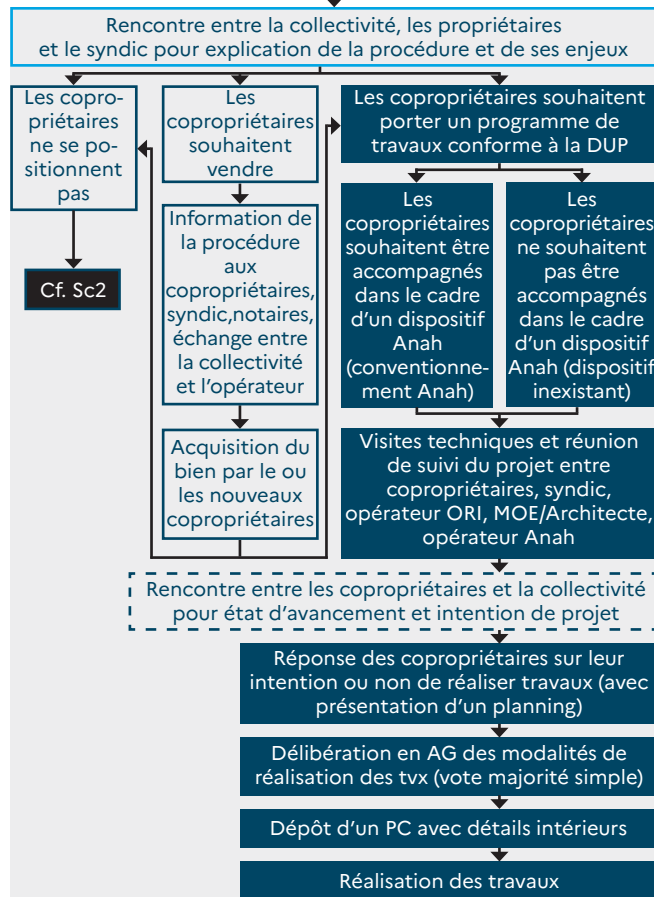 Rencontre entre la collectivité, les propriétaires
et le syndic pour explication de la procédure et de ses enjeux
Les copro-
priétaires
ne se po-
sitionnent
pas
Cf. Sc2
Les
copropriétaires
souhaitent
vendre
Information de
la procédure
aux
copropriétaires,
syndic,notaires,
échange entre
la collectivité
et l'opérateur
Acquisition du
bien par le ou
les nouveaux
copropriétaires
Les copropriétaires souhaitent
porter un programme de
travaux conforme à la DUP
Les
copropriétaires
souhaitent être
accompagnés
dans le cadre
d'un dispositif
Anah
(conventionne-
ment Anah)
Les
copropriétaires
ne souhaitent
pas être
accompagnés
dans le cadre
d'un dispositif
Anah (dispositif
inexistant)
Visites techniques et réunion
de suivi du projet entre
copropriétaires, syndic,
opérateur ORI, MOE/Architecte,
opérateur Anah
Rencontre entre les copropriétaires et la collectivité
pour état d'avancement et intention de projet
Réponse des copropriétaires sur leur
intention ou non de réaliser travaux (avec
présentation d'un planning)
Délibération en AG des modalités de
réalisation des tvx (vote majorité simple)
Dépôt d'un PC avec détails intérieurs
Réalisation des travaux